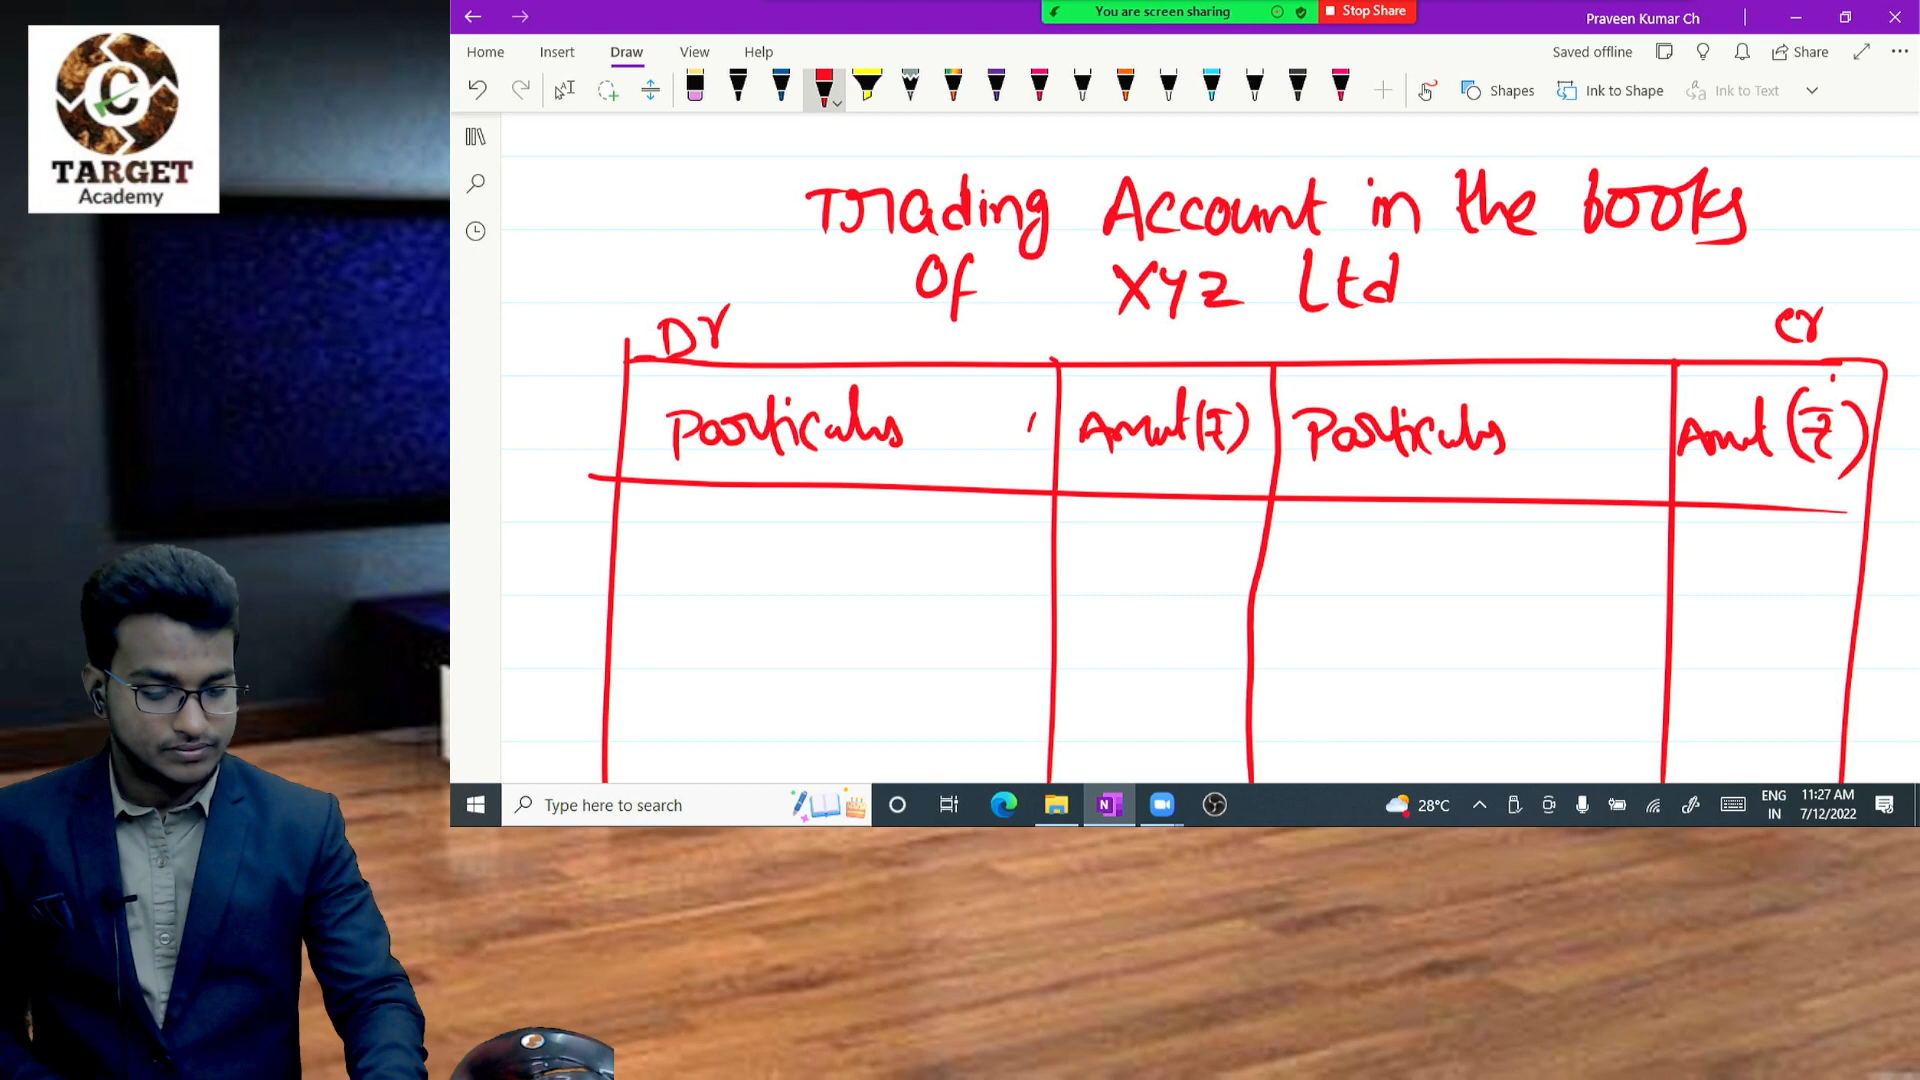 TARGET
Academy
You are screen sharing
Stop Share
Praveen Kumar Ch
Home Insert Draw View Help
Saved offline
Share
Shapes
Ink to Shape
Ink to Text
Trading Account in the books
Of XYZ Ltd
Dr Cr
Particulars Amt (₹) Particulars Amt (₹)
Type here to search
28°C
ENG
IN
11:27 AM
7/12/2022